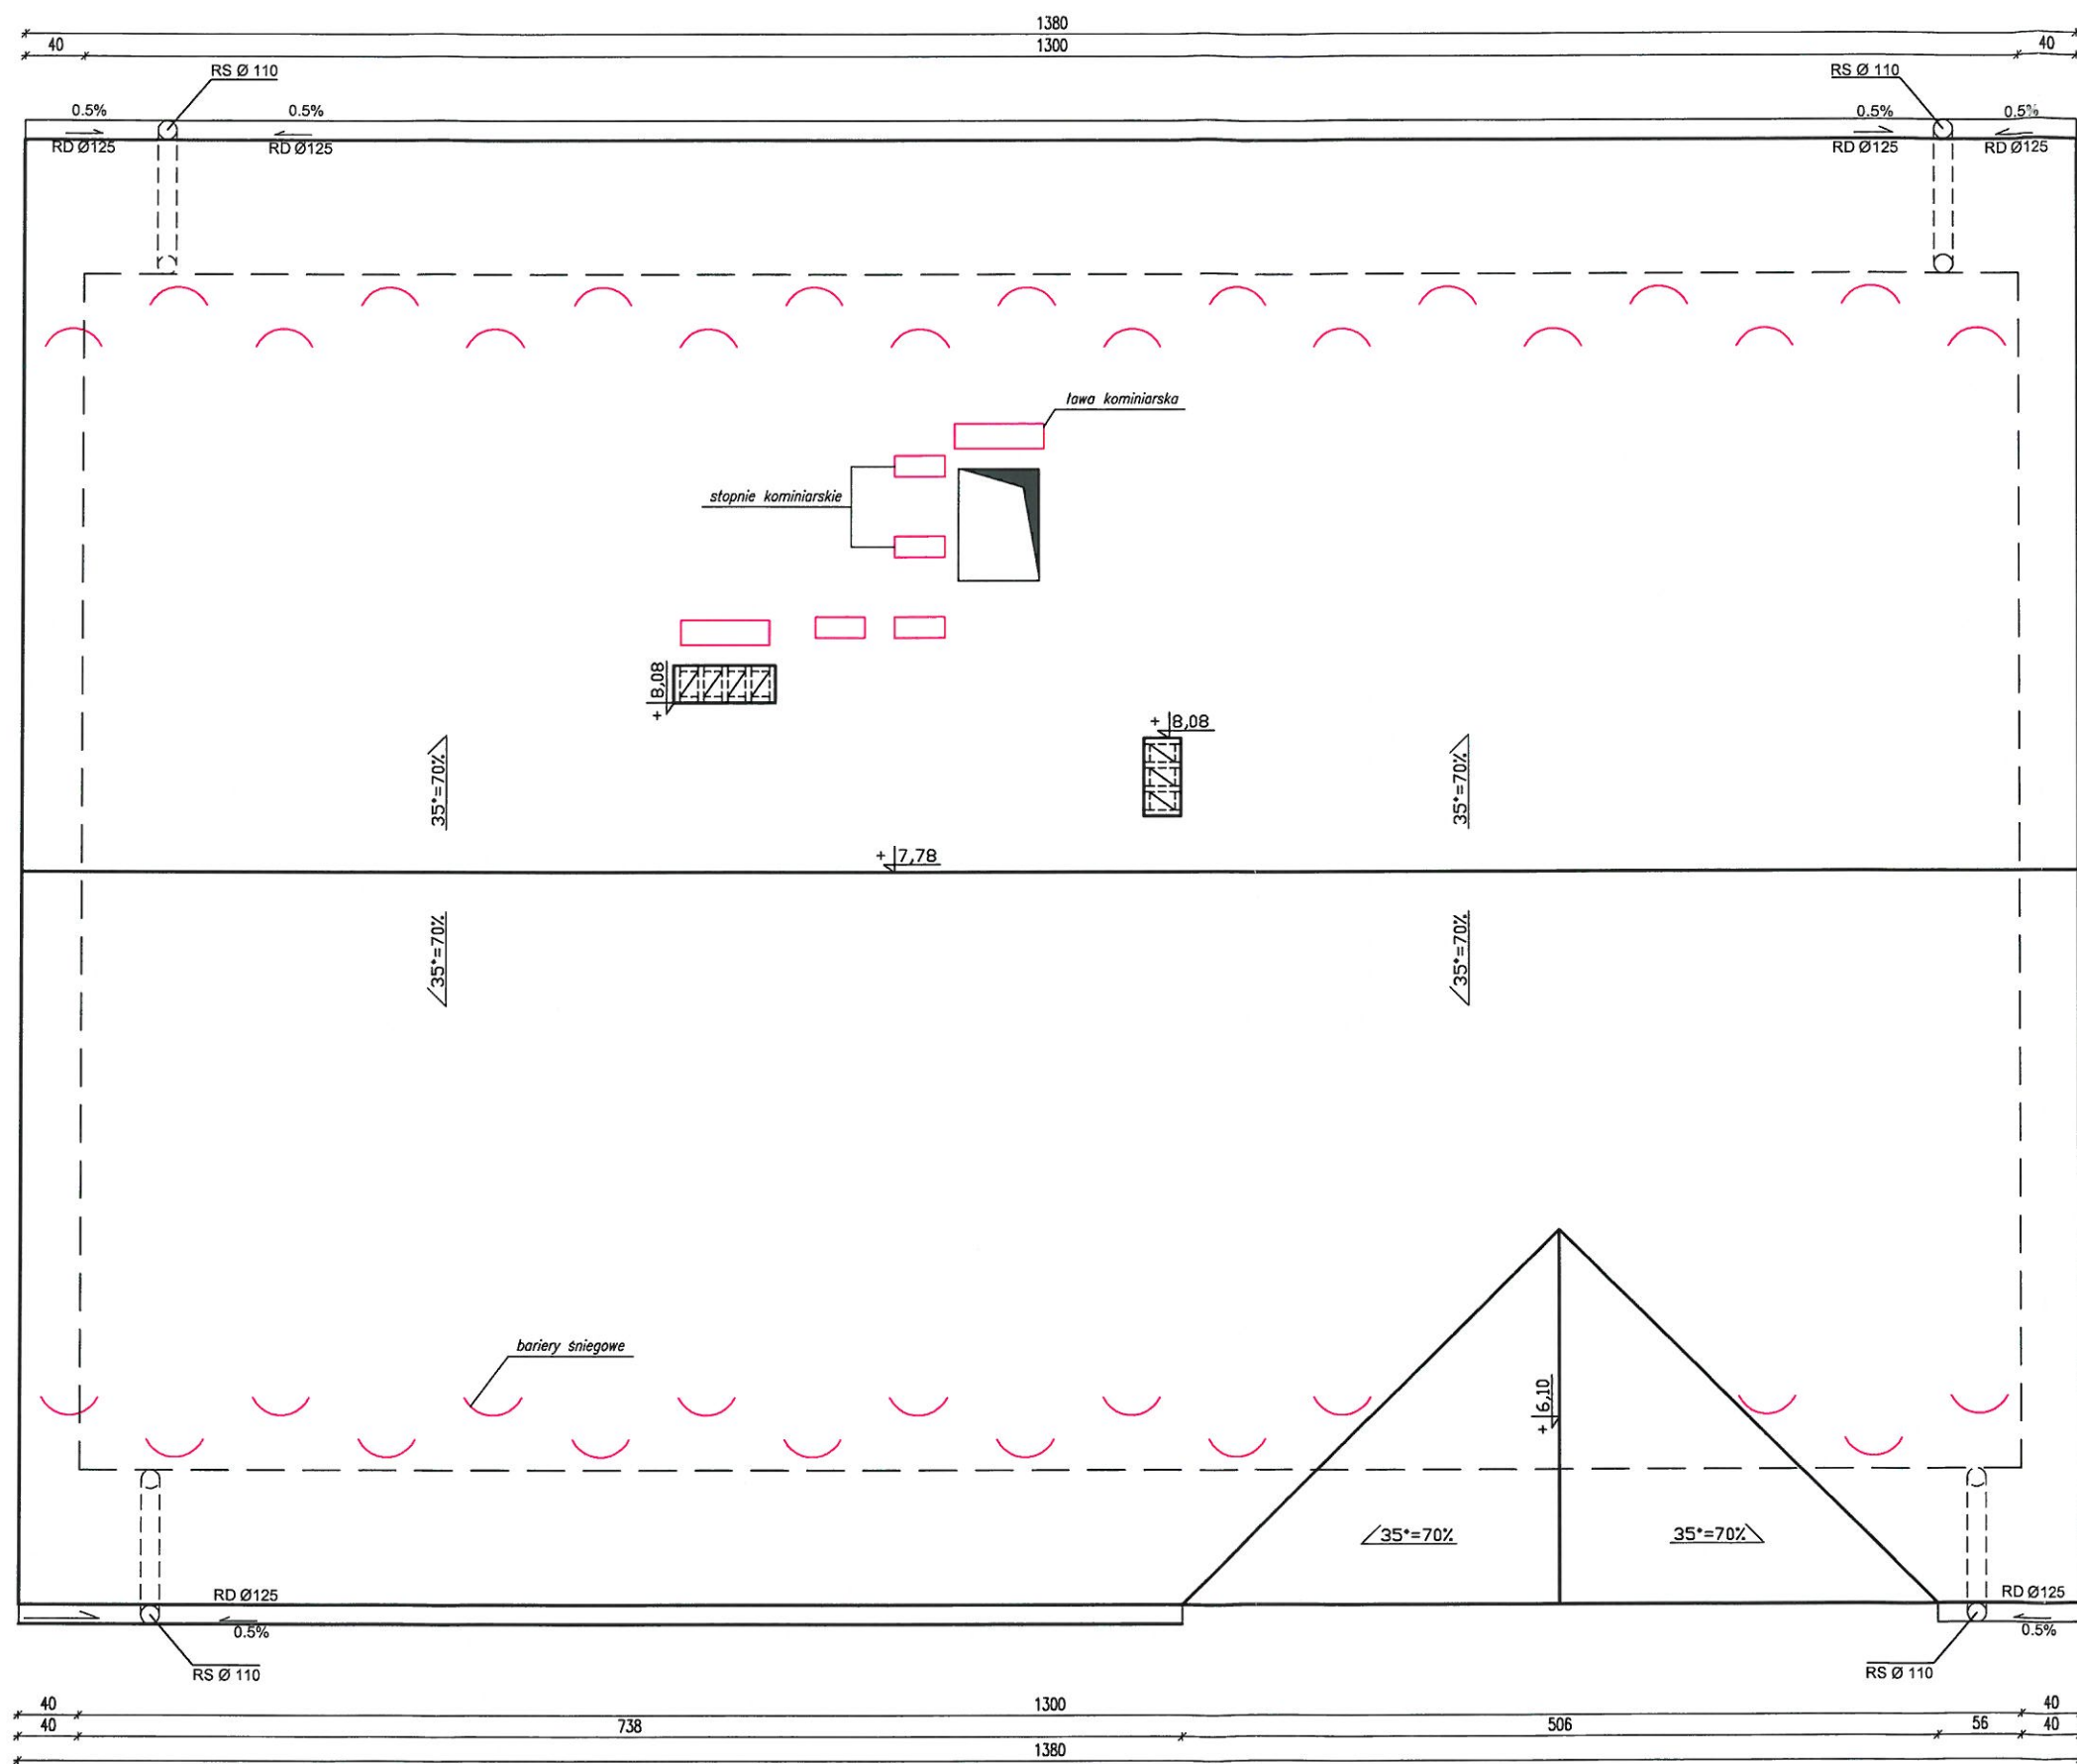 1380
40 1300 40
RS Ø 110 RS Ø 110
0.5% 0.5% 0.5% 0.5%
RD Ø125 RD Ø125 RD Ø125 RD Ø125
ława kominiarska
stopnie kominiarskie
+8,08
+8,08
35°=70% 35°=70%
+7,78
35°=70% 35°=70%
bariery śniegowe
+6,10
35°=70% 35°=70%
RD Ø125 RD Ø125
0.5% 0.5%
RS Ø 110 RS Ø 110
40 1300 40
40 738 506 56 40
1380